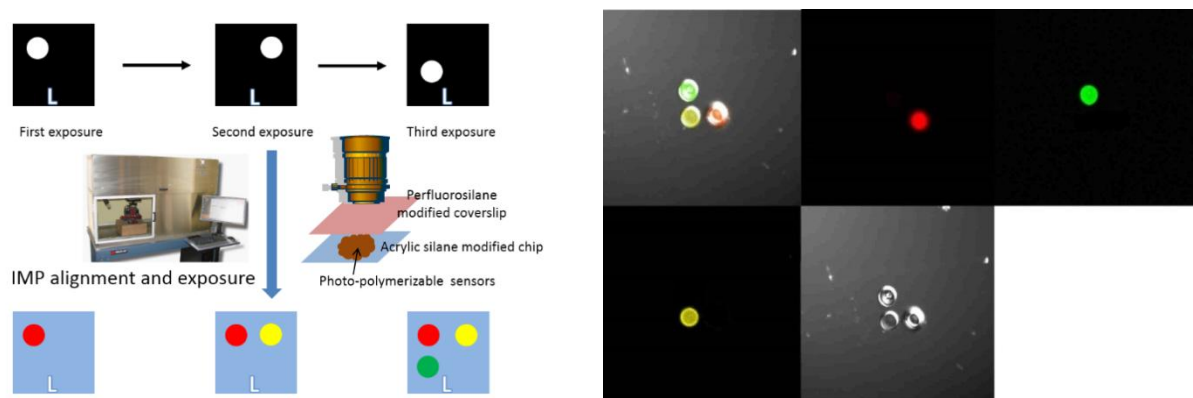 L
L
L
First exposure
Second exposure
Third exposure
Perfluorosilane
modified coverslip
Acrylic silane modified chip
Photo-polymerizable sensors
IMP alignment and exposure
L
L
L